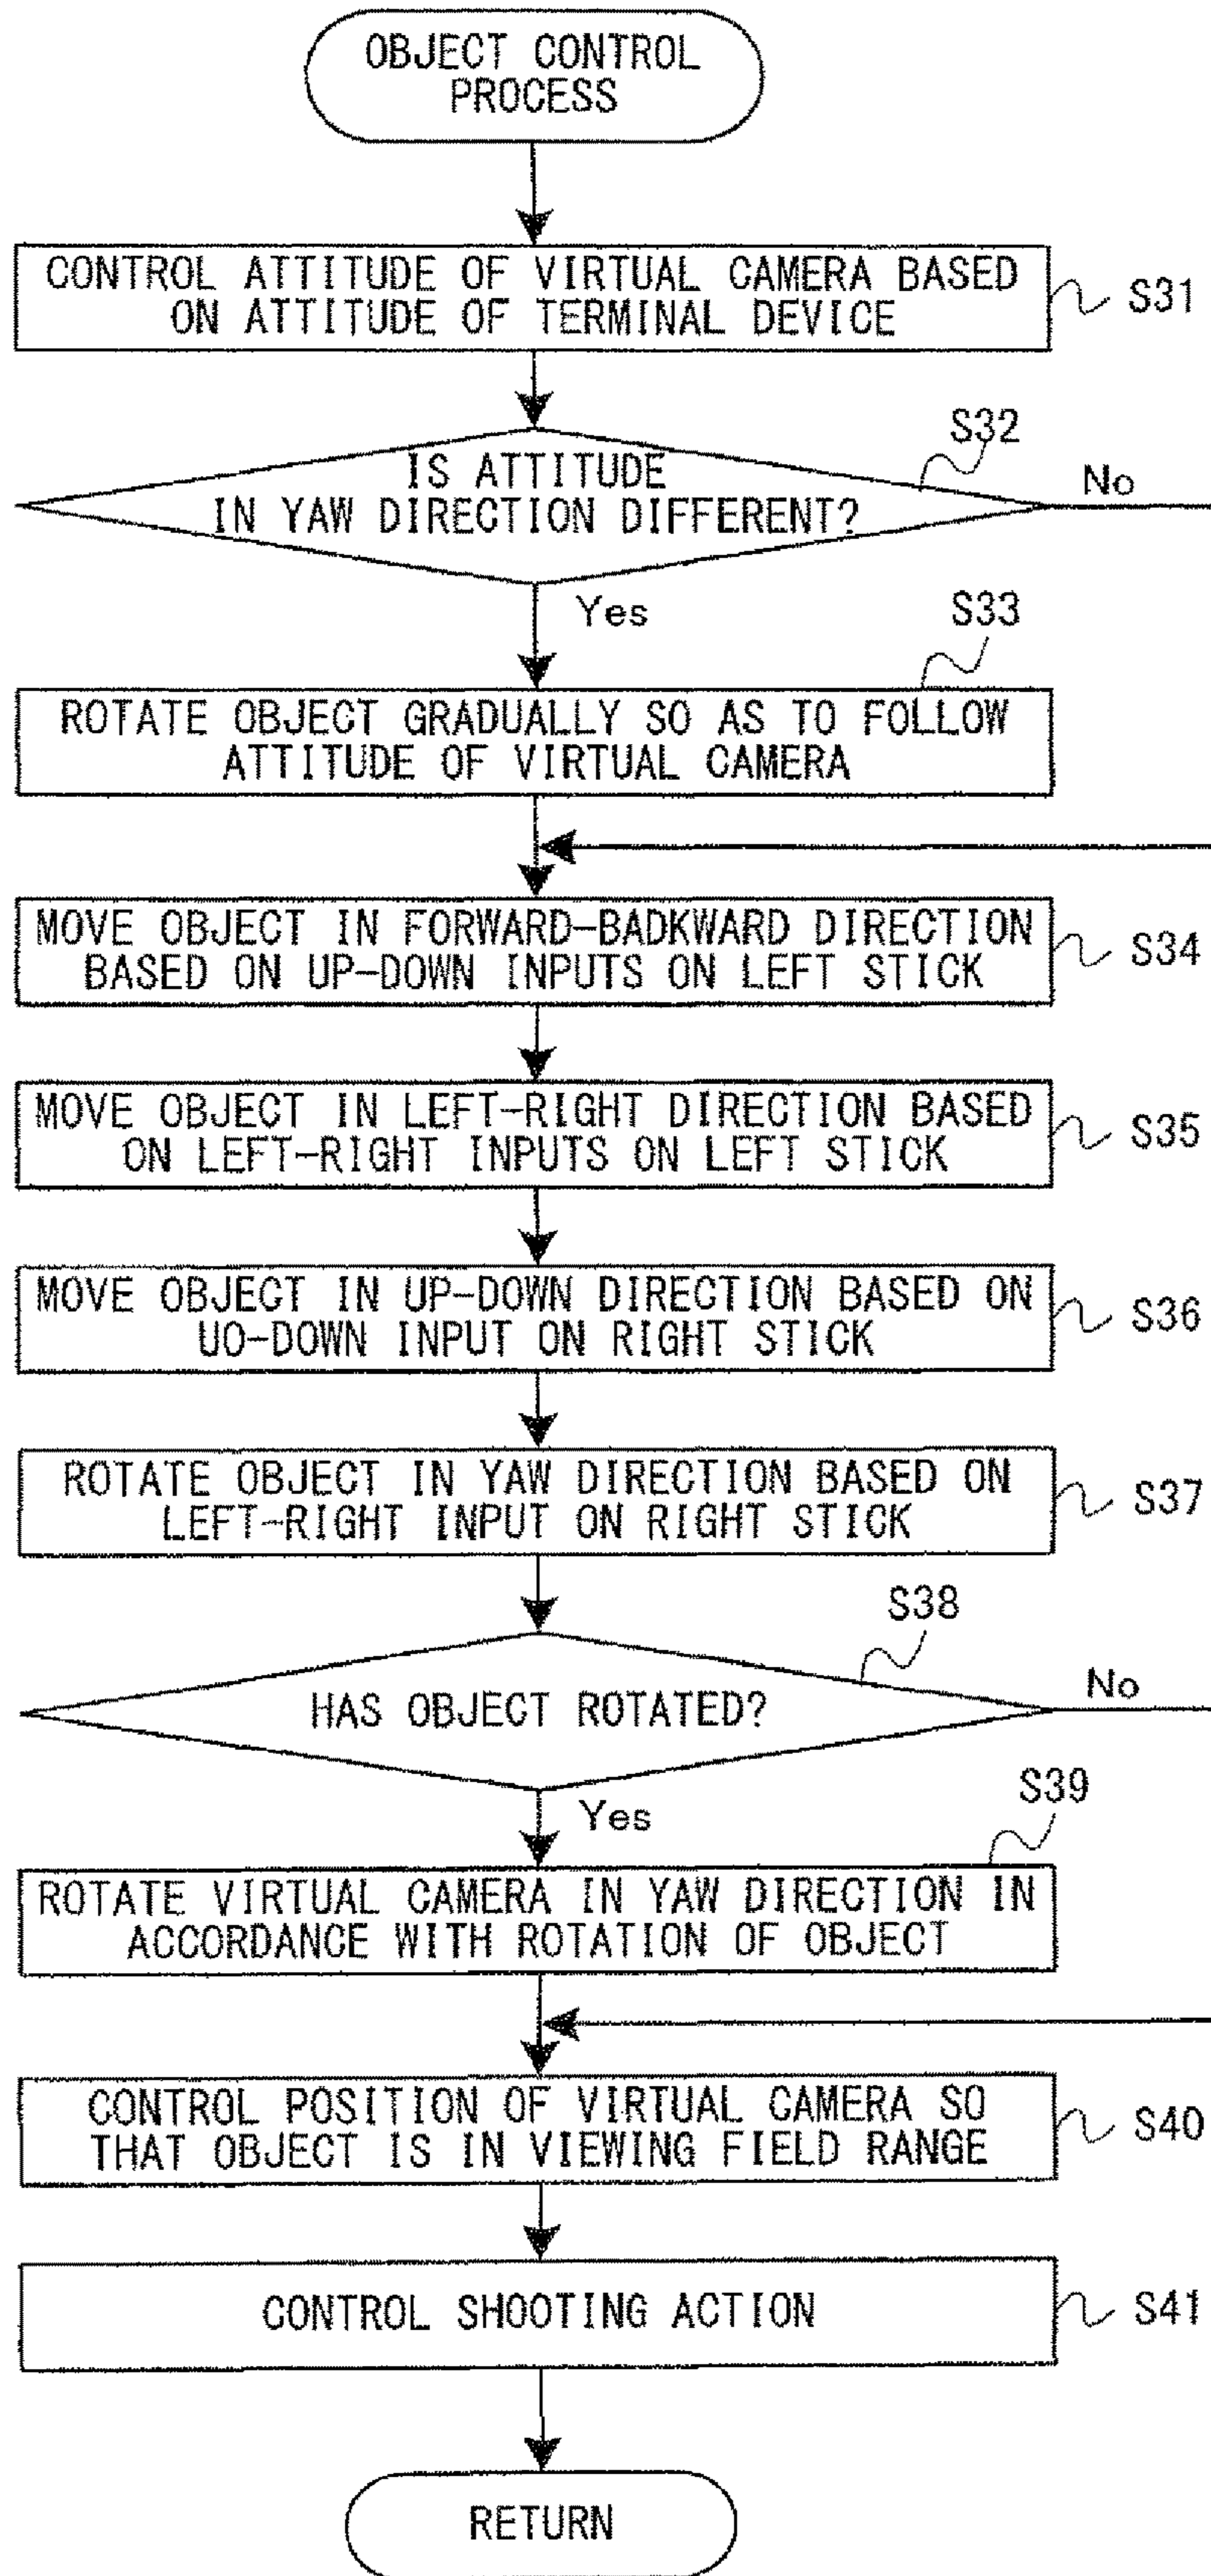 OBJECT CONTROL
PROCESS
CONTROL ATTITUDE OF VIRTUAL CAMERA BASED
ON ATTITUDE OF TERMINAL DEVICE
S31
S32
IS ATTITUDE
IN YAW DIRECTION DIFFERENT?
No
Yes
S33
ROTATE OBJECT GRADUALLY SO AS TO FOLLOW
ATTITUDE OF VIRTUAL CAMERA
MOVE OBJECT IN FORWARD-BADKWARD DIRECTION
BASED ON UP-DOWN INPUTS ON LEFT STICK
S34
MOVE OBJECT IN LEFT-RIGHT DIRECTION BASED
ON LEFT-RIGHT INPUTS ON LEFT STICK
S35
MOVE OBJECT IN UP-DOWN DIRECTION BASED ON
UO-DOWN INPUT ON RIGHT STICK
S36
ROTATE OBJECT IN YAW DIRECTION BASED ON
LEFT-RIGHT INPUT ON RIGHT STICK
S37
S38
HAS OBJECT ROTATED?
No
Yes
S39
ROTATE VIRTUAL CAMERA IN YAW DIRECTION IN
ACCORDANCE WITH ROTATION OF OBJECT
CONTROL POSITION OF VIRTUAL CAMERA SO
THAT OBJECT IS IN VIEWING FIELD RANGE
S40
CONTROL SHOOTING ACTION
S41
RETURN